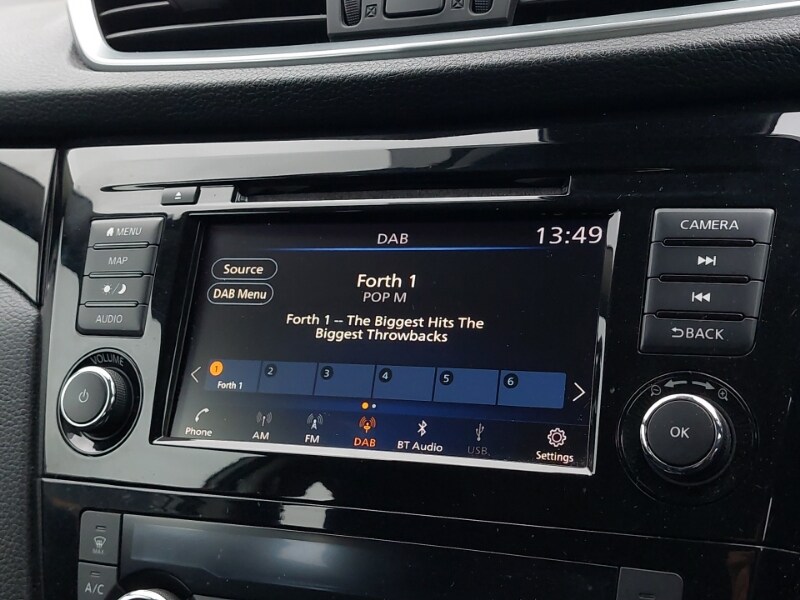 DAB
13:49
MENU
MAP
AUDIO
VOLUME
Source
DAB Menu
Forth 1
POP M
Forth 1 -- The Biggest Hits The
Biggest Throwbacks
1 2 3 4 5 6
Forth 1
Phone AM FM DAB BT Audio USB Settings
CAMERA
BACK
OK
MAX
A/C